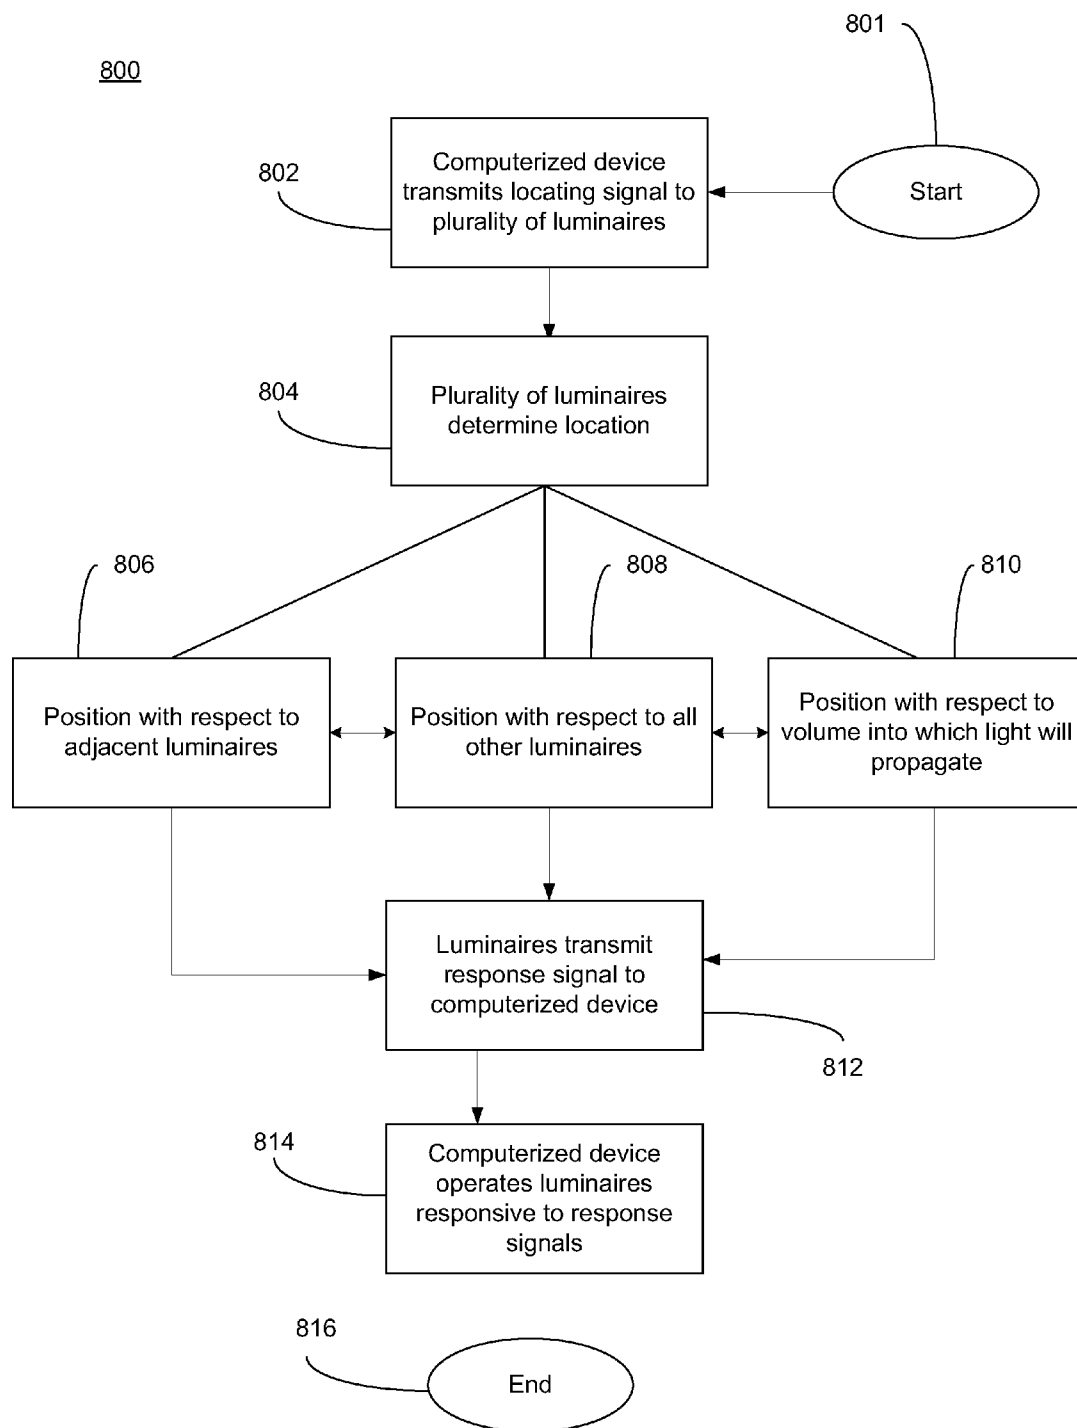 801
800
Computerized device
transmits locating signal to
plurality of luminaires
802
Start
804
Plurality of luminaires
determine location
806
808
810
Position with respect to
adjacent luminaires
Position with respect to all
other luminaires
Position with respect to
volume into which light will
propagate
Luminaires transmit
response signal to
computerized device
812
814
Computerized device
operates luminaires
responsive to response
signals
816
End